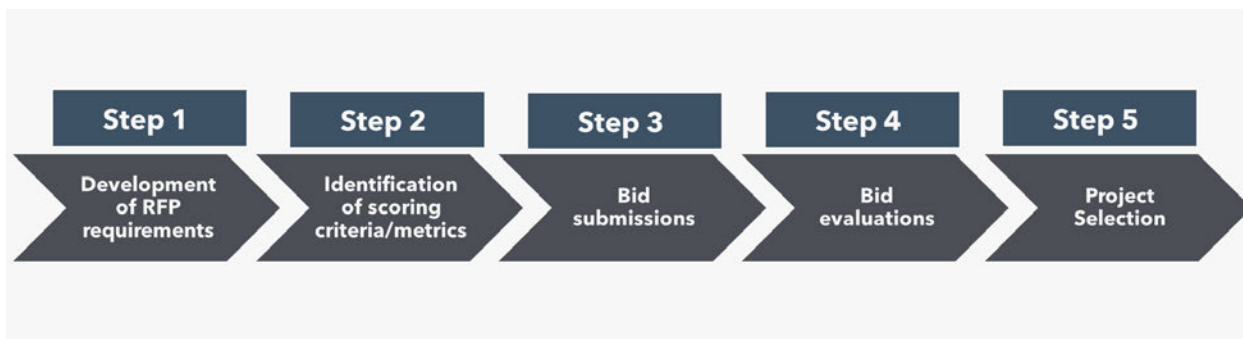 Step 1
Development
of RFP
requirements
Step 2
Identification
of scoring
criteria/metrics
Step 3
Bid
submissions
Step 4
Bid
evaluations
Step 5
Project
Selection